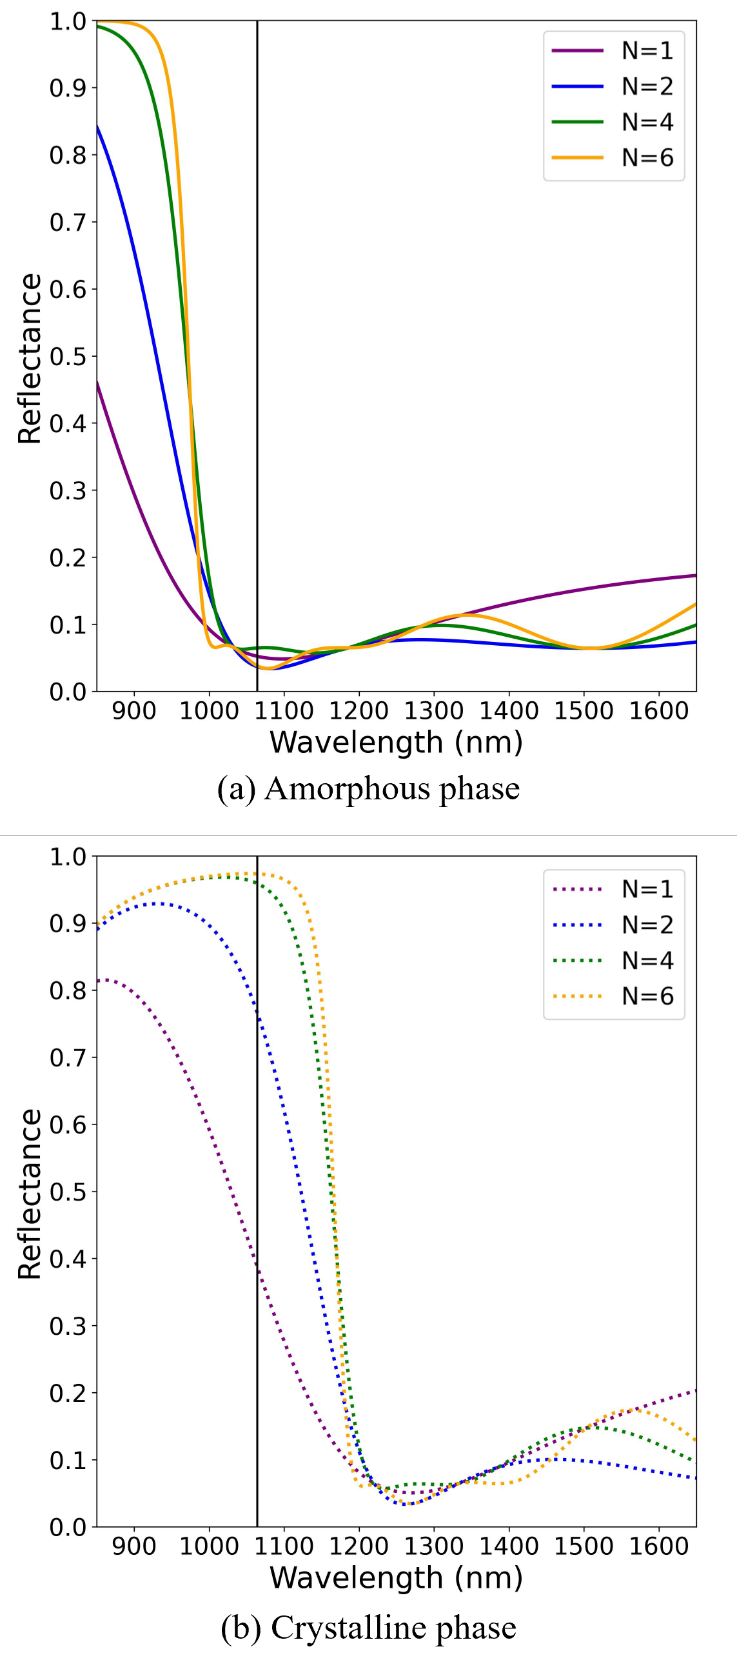 1.0
0.9
0.8
0.7
0.6
0.5
0.4
0.3
0.2
0.1
0.0
Reflectance
N=1
N=2
N=4
N=6
900 1000 1100 1200 1300 1400 1500 1600
Wavelength (nm)
(a) Amorphous phase
1.0
0.9
0.8
0.7
0.6
0.5
0.4
0.3
0.2
0.1
0.0
Reflectance
N=1
N=2
N=4
N=6
900 1000 1100 1200 1300 1400 1500 1600
Wavelength (nm)
(b) Crystalline phase